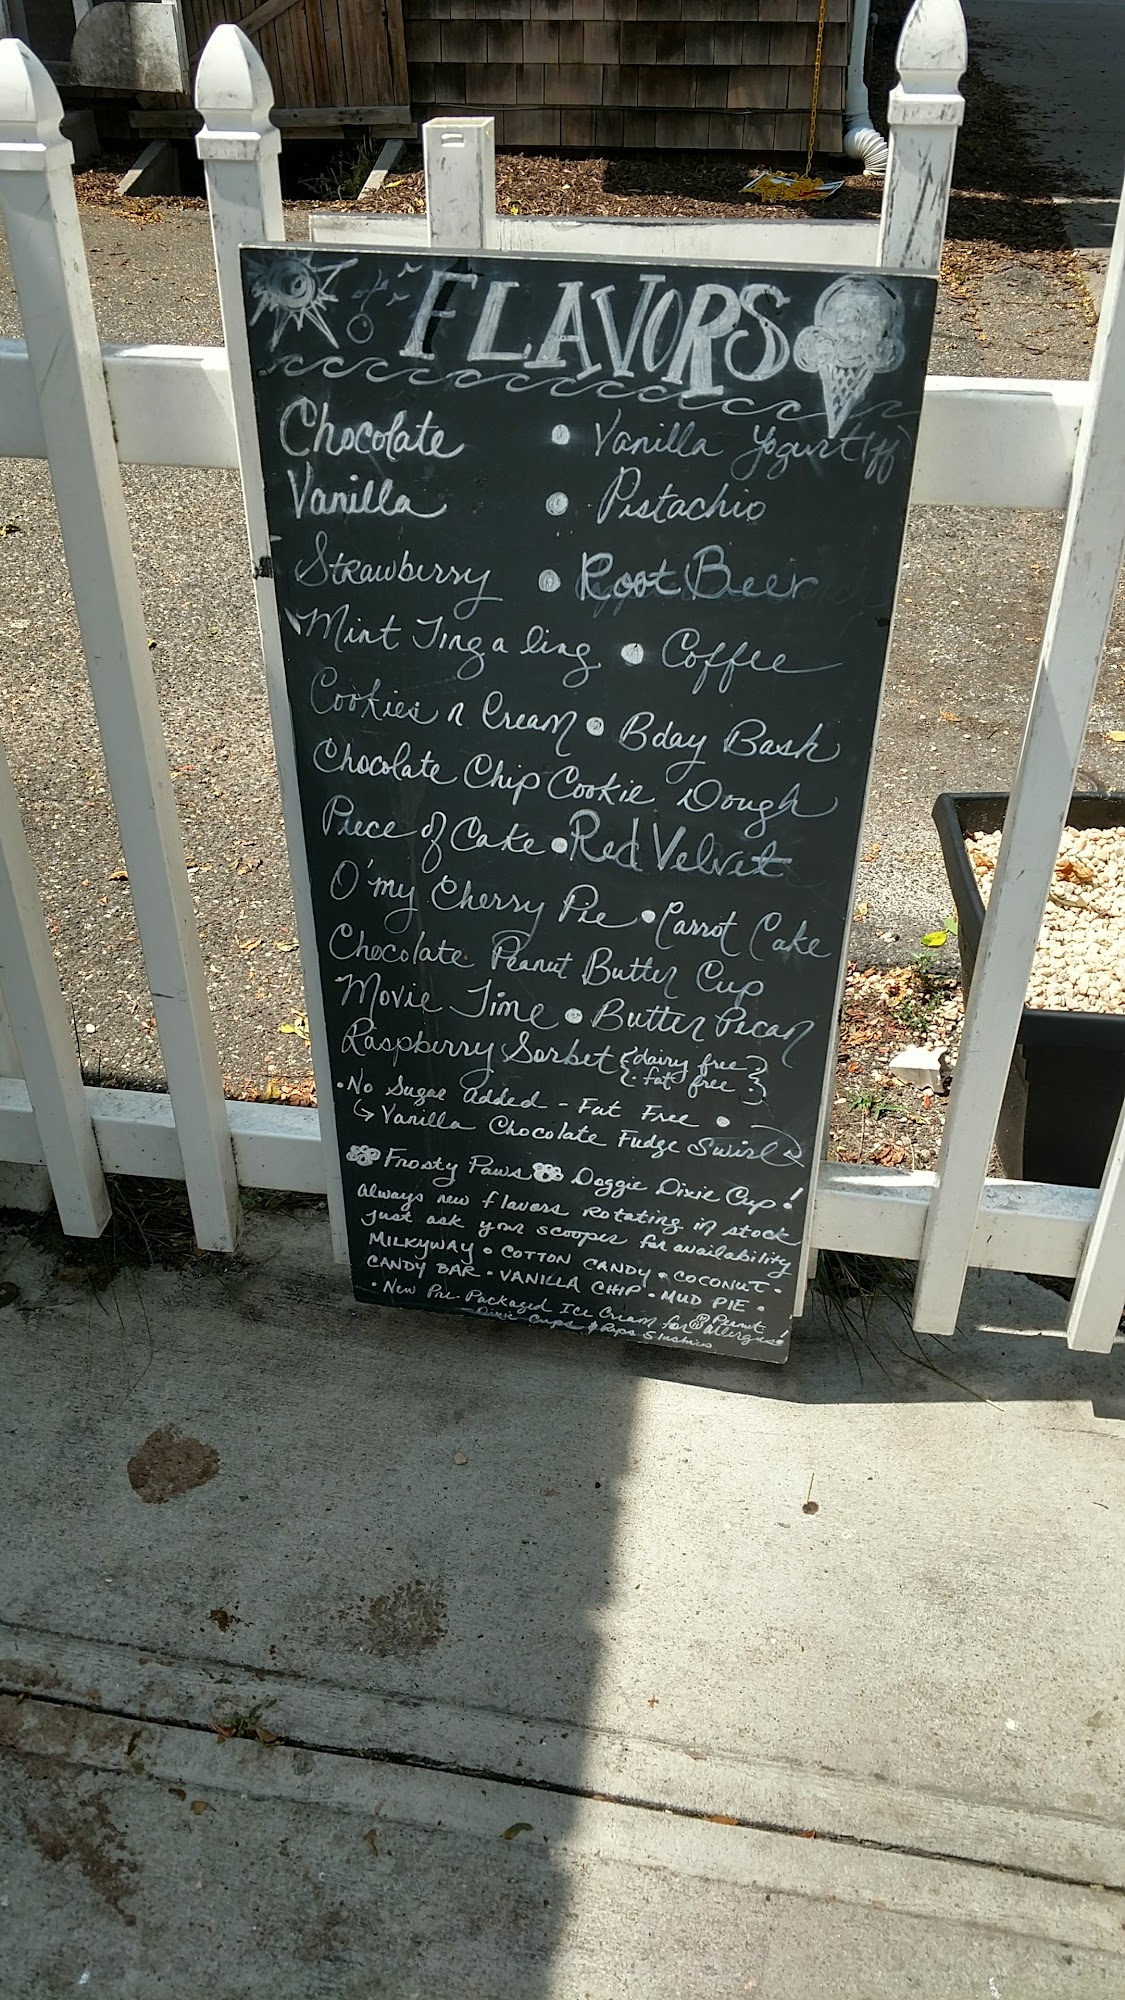 FLAVORS
Chocolate • Vanilla Yogurt (ff)
Vanilla • Pistachio
Strawberry • Root Beer
Mint Ting a ling • Coffee
Cookies n Cream • Bday Bash
Chocolate Chip Cookie Dough
Piece of Cake • Red Velvet
O'my Cherry Pie • Carrot Cake
Chocolate Peanut Butter Cup
Movie Time • Butter Pecan
Raspberry Sorbet {dairy free}
{• fat free}
• No Sugar Added - Fat Free •
↳ Vanilla Chocolate Fudge Swirl
Frosty Paws Doggie Dixie Cup!
always new flavors rotating in stock
just ask your scooper for availability
MILKYWAY • COTTON CANDY • COCONUT •
CANDY BAR • VANILLA CHIP • MUD PIE •
• New Pre-Packaged Ice Cream for Peanut allergies!
Dixie Cups &